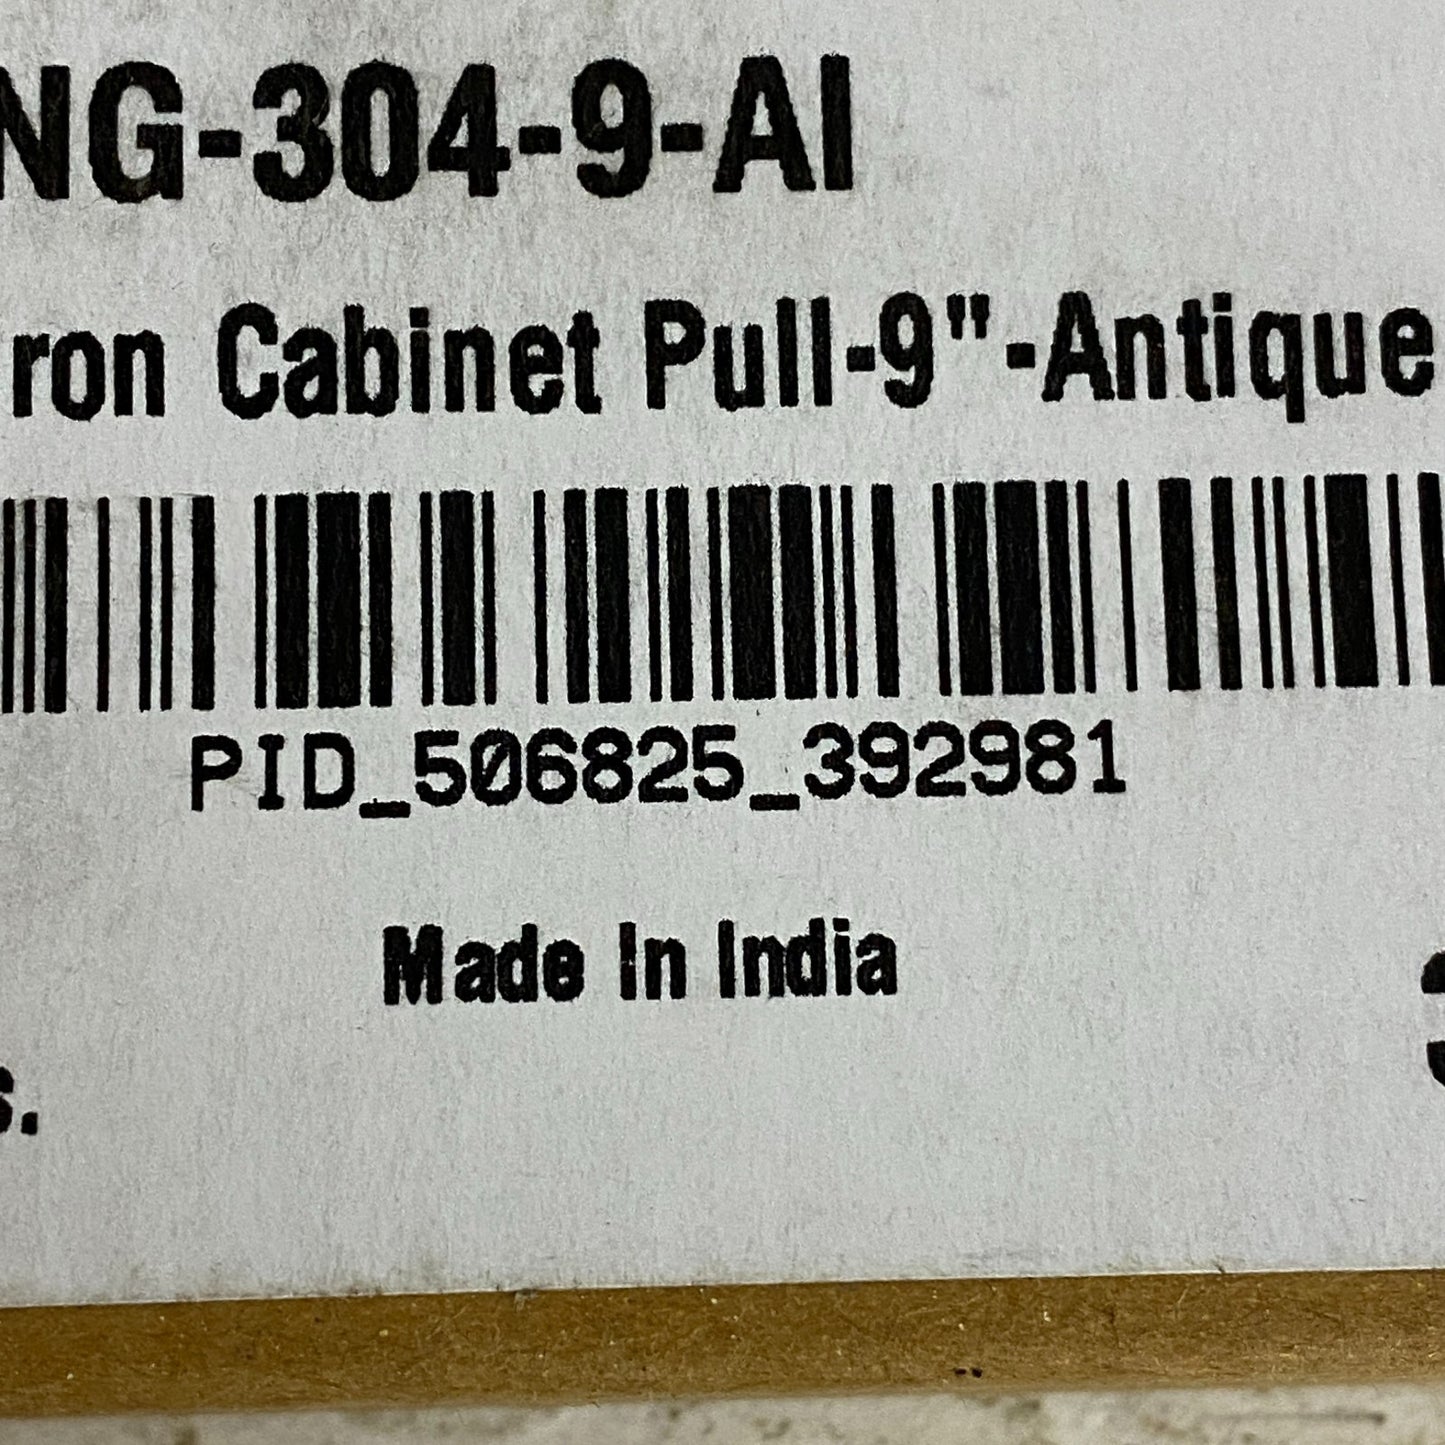 NG-304-9-AI
ron Cabinet Pull-9"-Antique
PID_506825_392981
Made In India
s.